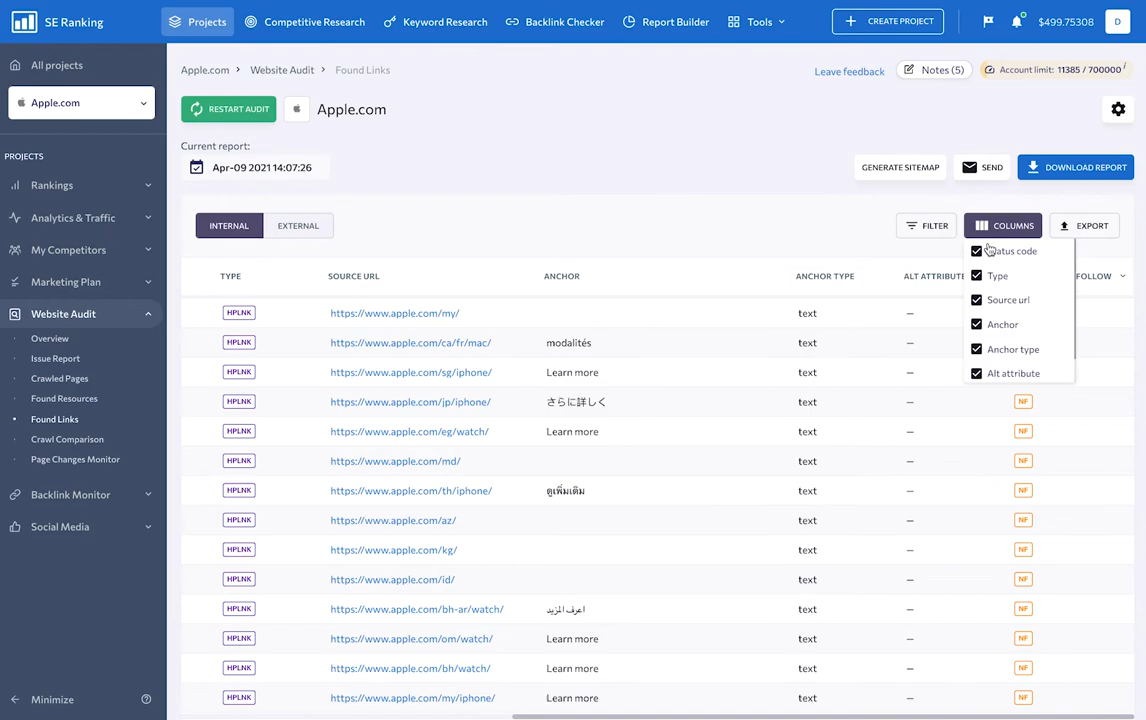 SE Ranking
Projects
Competitive Research
Keyword Research
Backlink Checker
Report Builder
Tools
CREATE PROJECT
$499.75308
D
All projects
Apple.com
PROJECTS
Rankings
Analytics & Traffic
My Competitors
Marketing Plan
Website Audit
Overview
Issue Report
Crawled Pages
Found Resources
Found Links
Crawl Comparison
Page Changes Monitor
Backlink Monitor
Social Media
Minimize
Apple.com > Website Audit > Found Links
Leave feedback
Notes (5)
Account limit: 11385 / 700000 i
RESTART AUDIT
Apple.com
Current report:
Apr-09 2021 14:07:26
GENERATE SITEMAP
SEND
DOWNLOAD REPORT
INTERNAL
EXTERNAL
FILTER
COLUMNS
EXPORT
Type
Source url
Anchor
Anchor type
Alt attribute
TYPE SOURCE URL ANCHOR ANCHOR TYPE ALT ATTRIBUTE FOLLOW
HPLNK https://www.apple.com/my/ text –
HPLNK https://www.apple.com/ca/fr/mac/ modalités text –
HPLNK https://www.apple.com/sg/iphone/ Learn more text –
HPLNK https://www.apple.com/jp/iphone/ さらに詳しく text – NF
HPLNK https://www.apple.com/eg/watch/ Learn more text – NF
HPLNK https://www.apple.com/md/ text – NF
HPLNK https://www.apple.com/th/iphone/ ดูเพิ่มเติม text – NF
HPLNK https://www.apple.com/az/ text – NF
HPLNK https://www.apple.com/kg/ text – NF
HPLNK https://www.apple.com/id/ text – NF
HPLNK https://www.apple.com/bh-ar/watch/ اعرف المزيد text – NF
HPLNK https://www.apple.com/om/watch/ Learn more text – NF
HPLNK https://www.apple.com/bh/watch/ Learn more text – NF
HPLNK https://www.apple.com/my/iphone/ Learn more text – NF